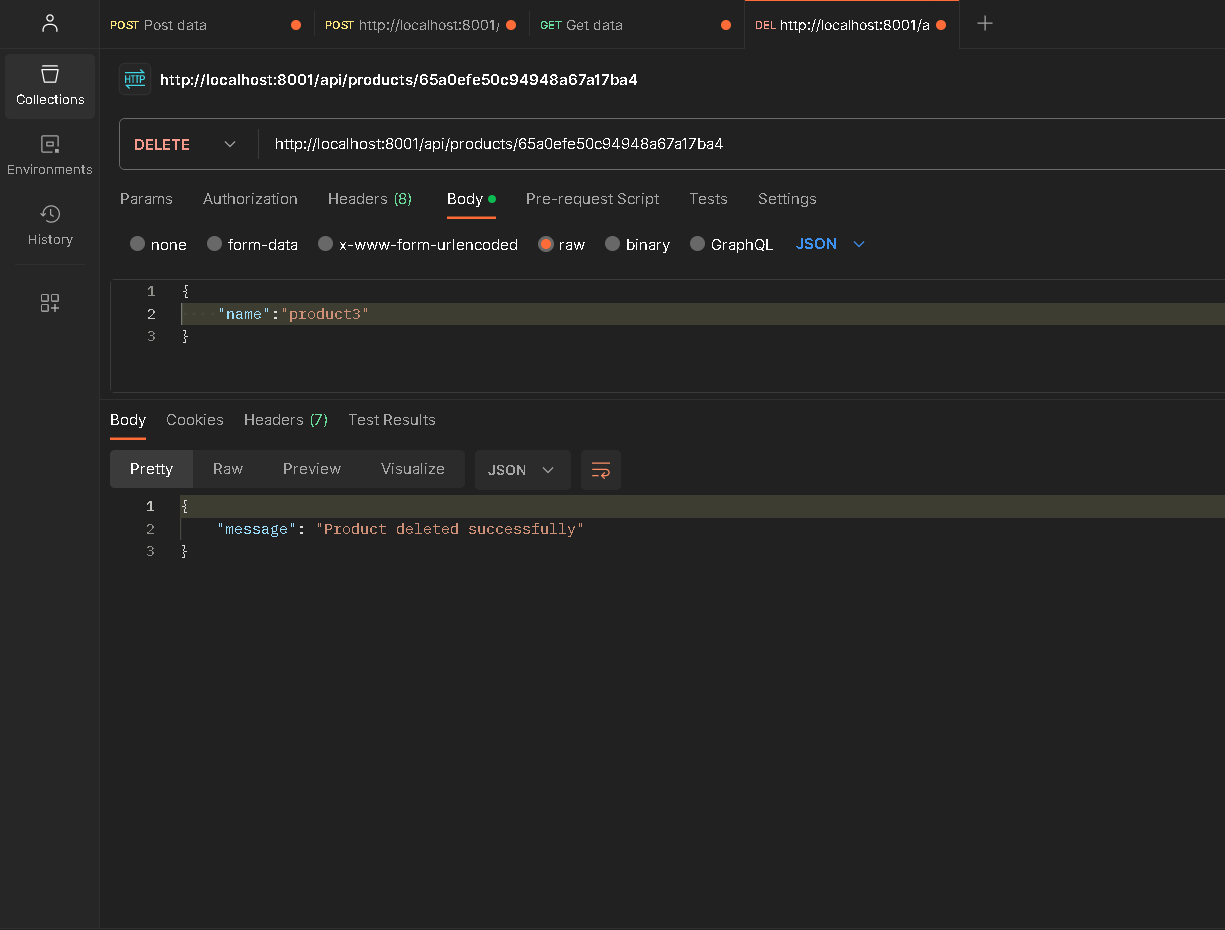 POST Post data
POST http://localhost:8001/
GET Get data
DEL http://localhost:8001/a
Collections
Environments
History
HTTP http://localhost:8001/api/products/65a0efe50c94948a67a17ba4
DELETE http://localhost:8001/api/products/65a0efe50c94948a67a17ba4
Params Authorization Headers (8) Body Pre-request Script Tests Settings
none form-data x-www-form-urlencoded raw binary GraphQL JSON
1 {
2 ····"name":"product3"
3 }
Body Cookies Headers (7) Test Results
Pretty Raw Preview Visualize JSON
1 {
2 "message": "Product deleted successfully"
3 }